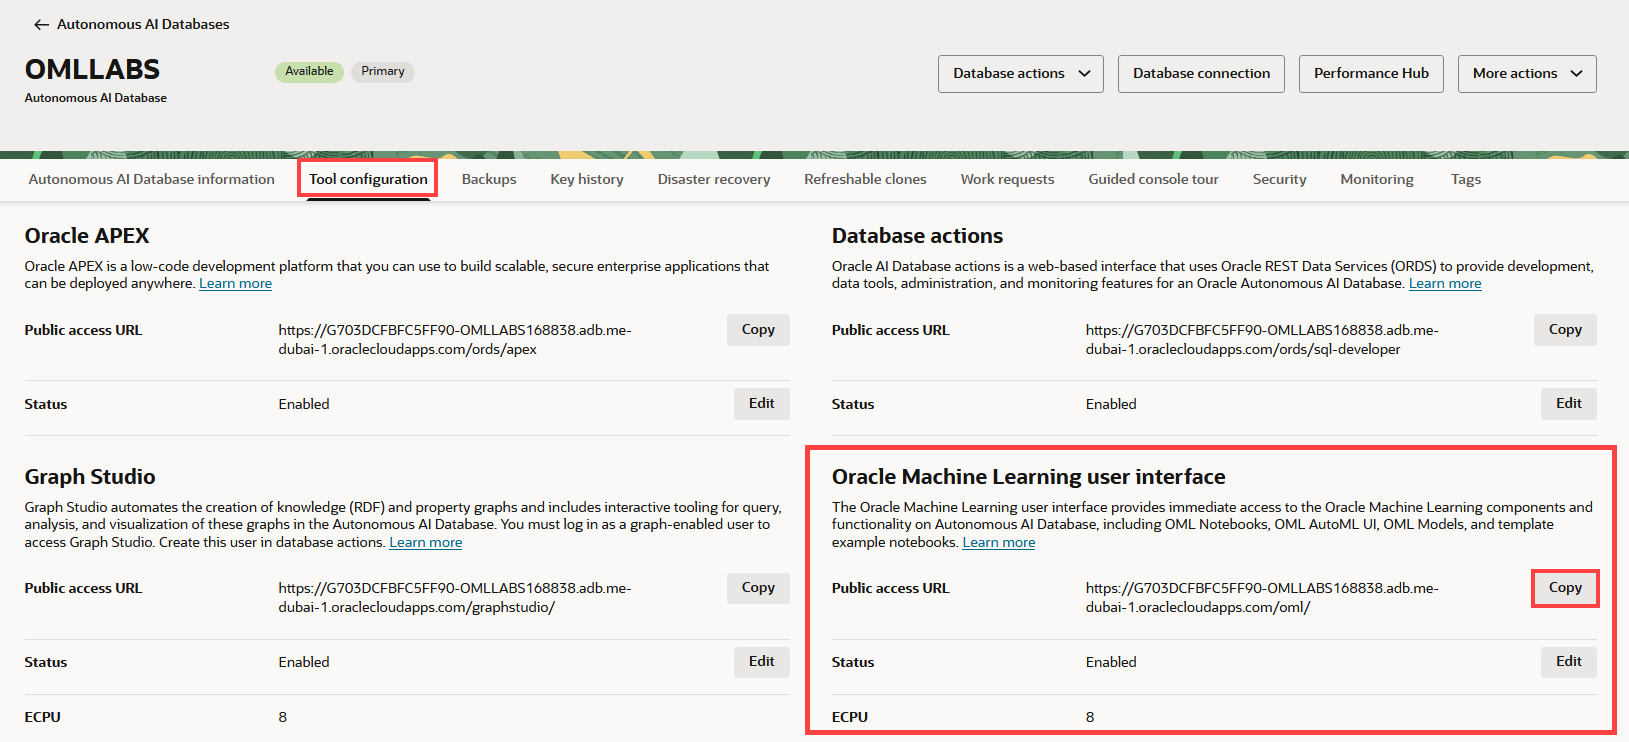 ← Autonomous AI Databases
OMLLABS
Available
Primary
Autonomous AI Database
Database actions
Database connection
Performance Hub
More actions
Autonomous AI Database information
Tool configuration
Backups
Key history
Disaster recovery
Refreshable clones
Work requests
Guided console tour
Security
Monitoring
Tags
Oracle APEX
Oracle APEX is a low-code development platform that you can use to build scalable, secure enterprise applications that
can be deployed anywhere. Learn more
Public access URL
https://G703DCFBFC5FF90-OMLLABS168838.adb.me-
dubai-1.oraclecloudapps.com/ords/apex
Copy
Status
Enabled
Edit
Database actions
Oracle AI Database actions is a web-based interface that uses Oracle REST Data Services (ORDS) to provide development,
data tools, administration, and monitoring features for an Oracle Autonomous AI Database. Learn more
Public access URL
https://G703DCFBFC5FF90-OMLLABS168838.adb.me-
dubai-1.oraclecloudapps.com/ords/sql-developer
Copy
Status
Enabled
Edit
Graph Studio
Graph Studio automates the creation of knowledge (RDF) and property graphs and includes interactive tooling for query,
analysis, and visualization of these graphs in the Autonomous AI Database. You must log in as a graph-enabled user to
access Graph Studio. Create this user in database actions. Learn more
Public access URL
https://G703DCFBFC5FF90-OMLLABS168838.adb.me-
dubai-1.oraclecloudapps.com/graphstudio/
Copy
Status
Enabled
Edit
ECPU
8
Oracle Machine Learning user interface
The Oracle Machine Learning user interface provides immediate access to the Oracle Machine Learning components and
functionality on Autonomous AI Database, including OML Notebooks, OML AutoML UI, OML Models, and template
example notebooks. Learn more
Public access URL
https://G703DCFBFC5FF90-OMLLABS168838.adb.me-
dubai-1.oraclecloudapps.com/oml/
Copy
Status
Enabled
Edit
ECPU
8